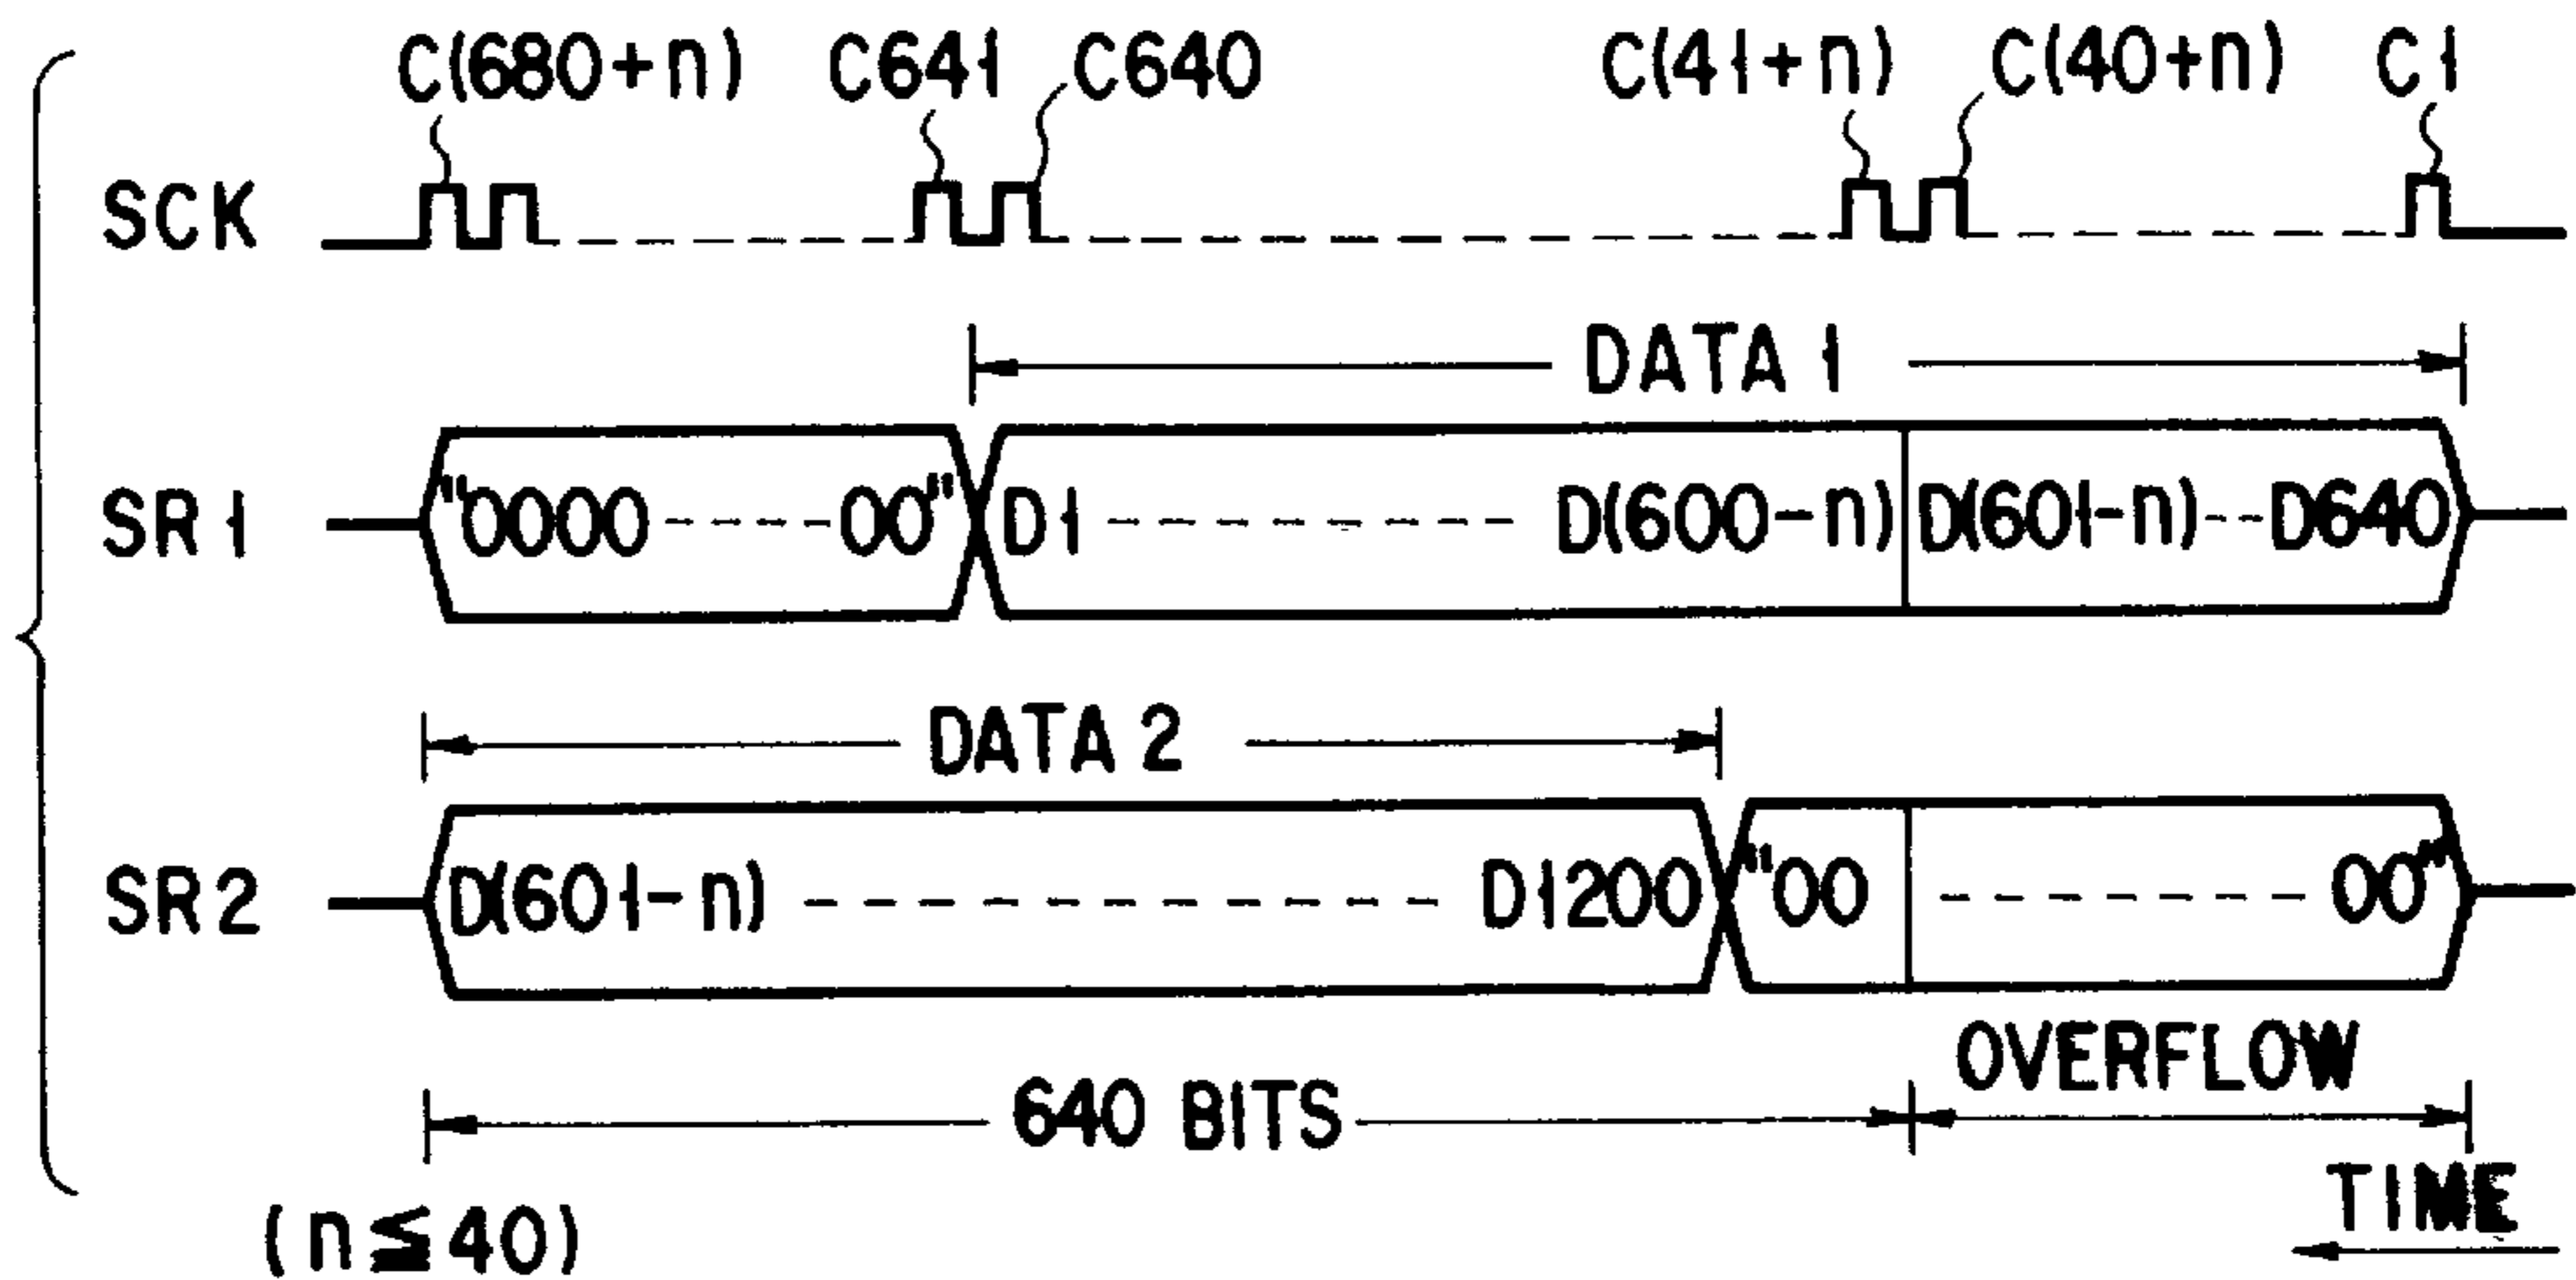 C(680+n) C641 C640 C(41+n) C(40+n) C1
SCK
DATA 1
SR1 "0000 ----- 00" D1 ------- D(600-n) D(601-n)--D640
DATA 2
SR2 D(601-n) -------- D1200 "00 ------ 00"
OVERFLOW
640 BITS
TIME
(n≦40)